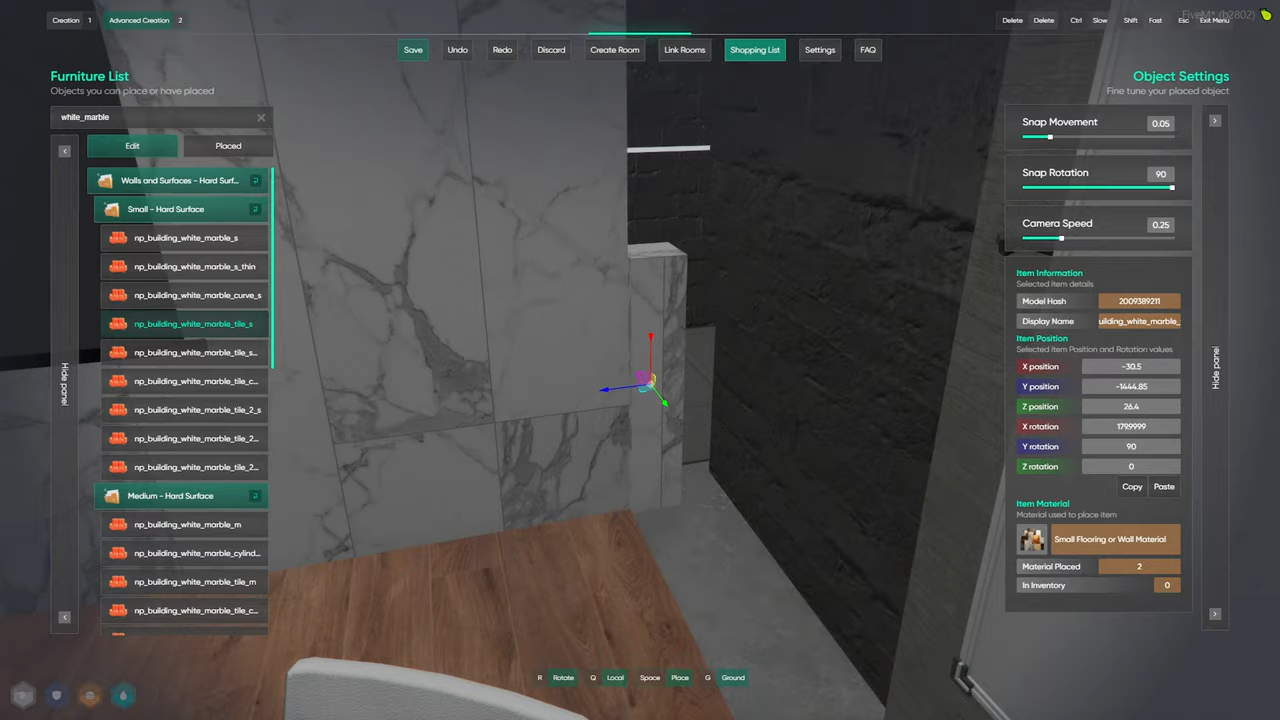 Creation 1 Advanced Creation 2
FiveM* (b2802)
Delete Delete Ctrl Slow Shift Fast Esc Exit Menu
Save Undo Redo Discard Create Room Link Rooms Shopping List Settings FAQ
Furniture List
Objects you can place or have placed
white_marble
Edit Placed
Walls and Surfaces - Hard Surf...
Small - Hard Surface
np_building_white_marble_s
np_building_white_marble_s_thin
np_building_white_marble_curve_s
np_building_white_marble_tile_s
np_building_white_marble_tile_s...
np_building_white_marble_tile_c...
np_building_white_marble_tile_2_s
np_building_white_marble_tile_2...
np_building_white_marble_tile_2...
Medium - Hard Surface
np_building_white_marble_m
np_building_white_marble_cylind...
np_building_white_marble_tile_m
np_building_white_marble_tile_c...
Hide panel
Object Settings
Fine tune your placed object
Snap Movement 0.05
Snap Rotation 90
Camera Speed 0.25
Item Information
Selected item details
Model Hash 2009389211
Display Name uilding_white_marble_
Item Position
Selected item Position and Rotation values
X position -30.5
Y position -1444.85
Z position 26.4
X rotation 179.9999
Y rotation 90
Z rotation 0
Copy Paste
Item Material
Material used to place item
Small Flooring or Wall Material
Material Placed 2
In Inventory 0
Hide panel
R Rotate Q Local Space Place G Ground